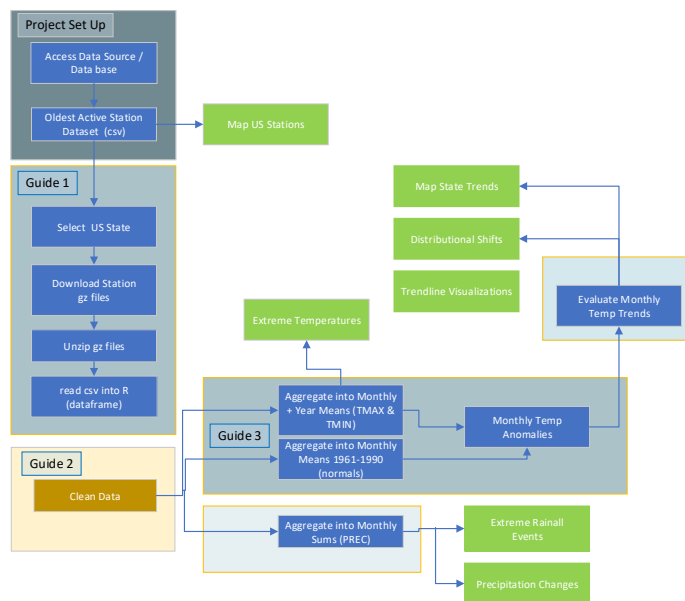 Project Set Up
Access Data Source /
Data base
Oldest Active Station
Dataset (csv)
Map US Stations
Guide 1
Select US State
Download Station
gz files
Unzip gz files
read csv into R
(dataframe)
Map State Trends
Distributional Shifts
Trendline Visualizations
Evaluate Monthly
Temp Trends
Extreme Temperatures
Guide 3
Aggregate into Monthly
+ Year Means (TMAX &
TMIN)
Aggregate into Monthly
Means 1961-1990
(normals)
Monthly Temp
Anomalies
Guide 2
Clean Data
Aggregate into Monthly
Sums (PREC)
Extreme Rainall
Events
Precipitation Changes